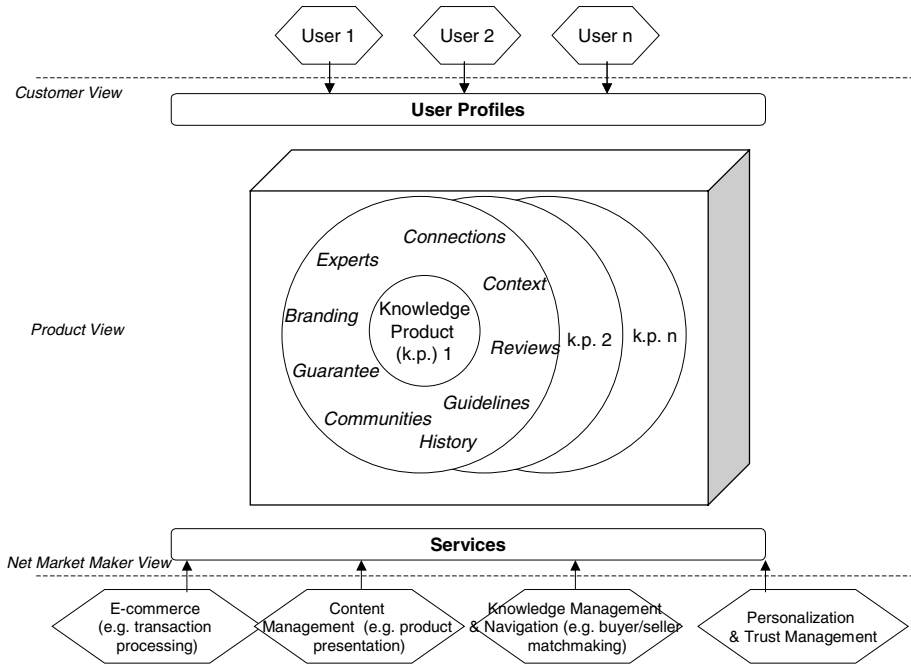 User 1
User 2
User n
Customer View
User Profiles
Connections
Experts
Context
Branding
Knowledge
Product
(k.p.) 1
Product View
k.p. 2
k.p. n
Reviews
Guarantee
Guidelines
Communities
History
Services
Net Market Maker View
E-commerce
(e.g. transaction
processing)
Content
Management (e.g. product
presentation)
Knowledge Management
& Navigation (e.g. buyer/seller
matchmaking)
Personalization
& Trust Management